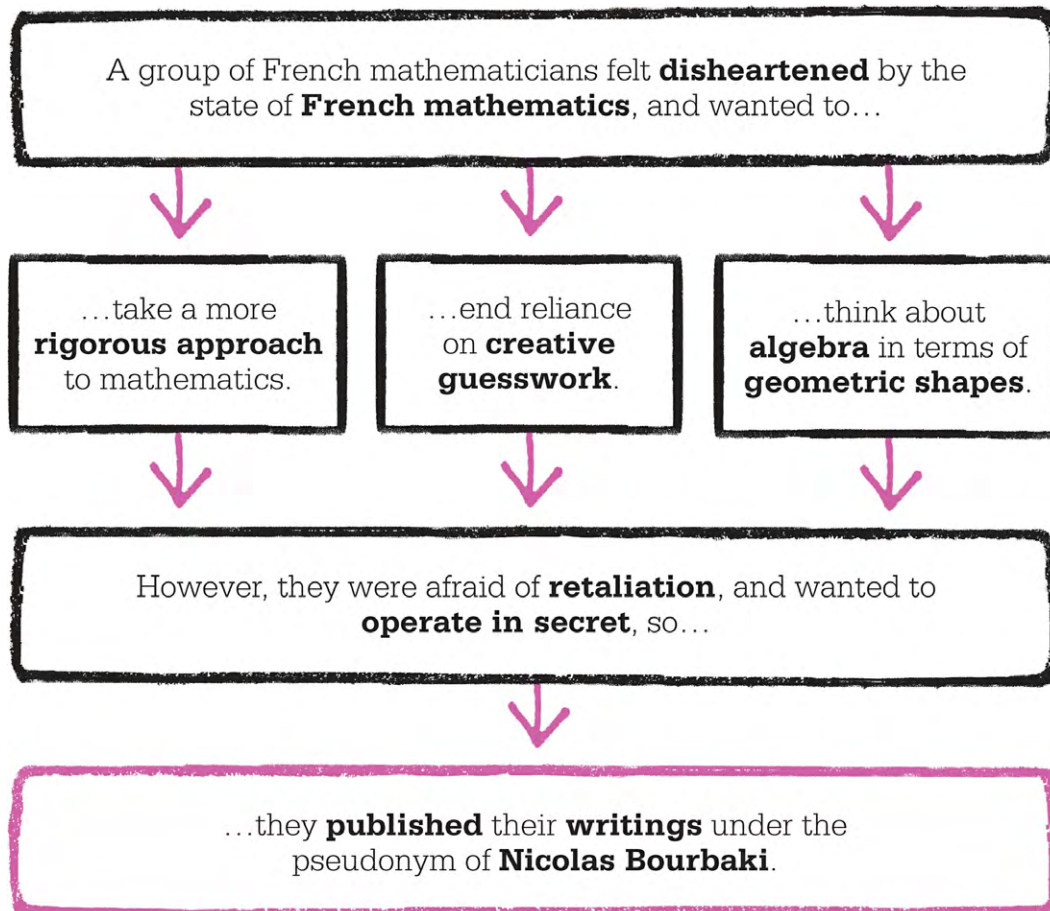 A group of French mathematicians felt disheartened by the
state of French mathematics, and wanted to…
…take a more
rigorous approach
to mathematics.
…end reliance
on creative
guesswork.
…think about
algebra in terms of
geometric shapes.
However, they were afraid of retaliation, and wanted to
operate in secret, so…
…they published their writings under the
pseudonym of Nicolas Bourbaki.